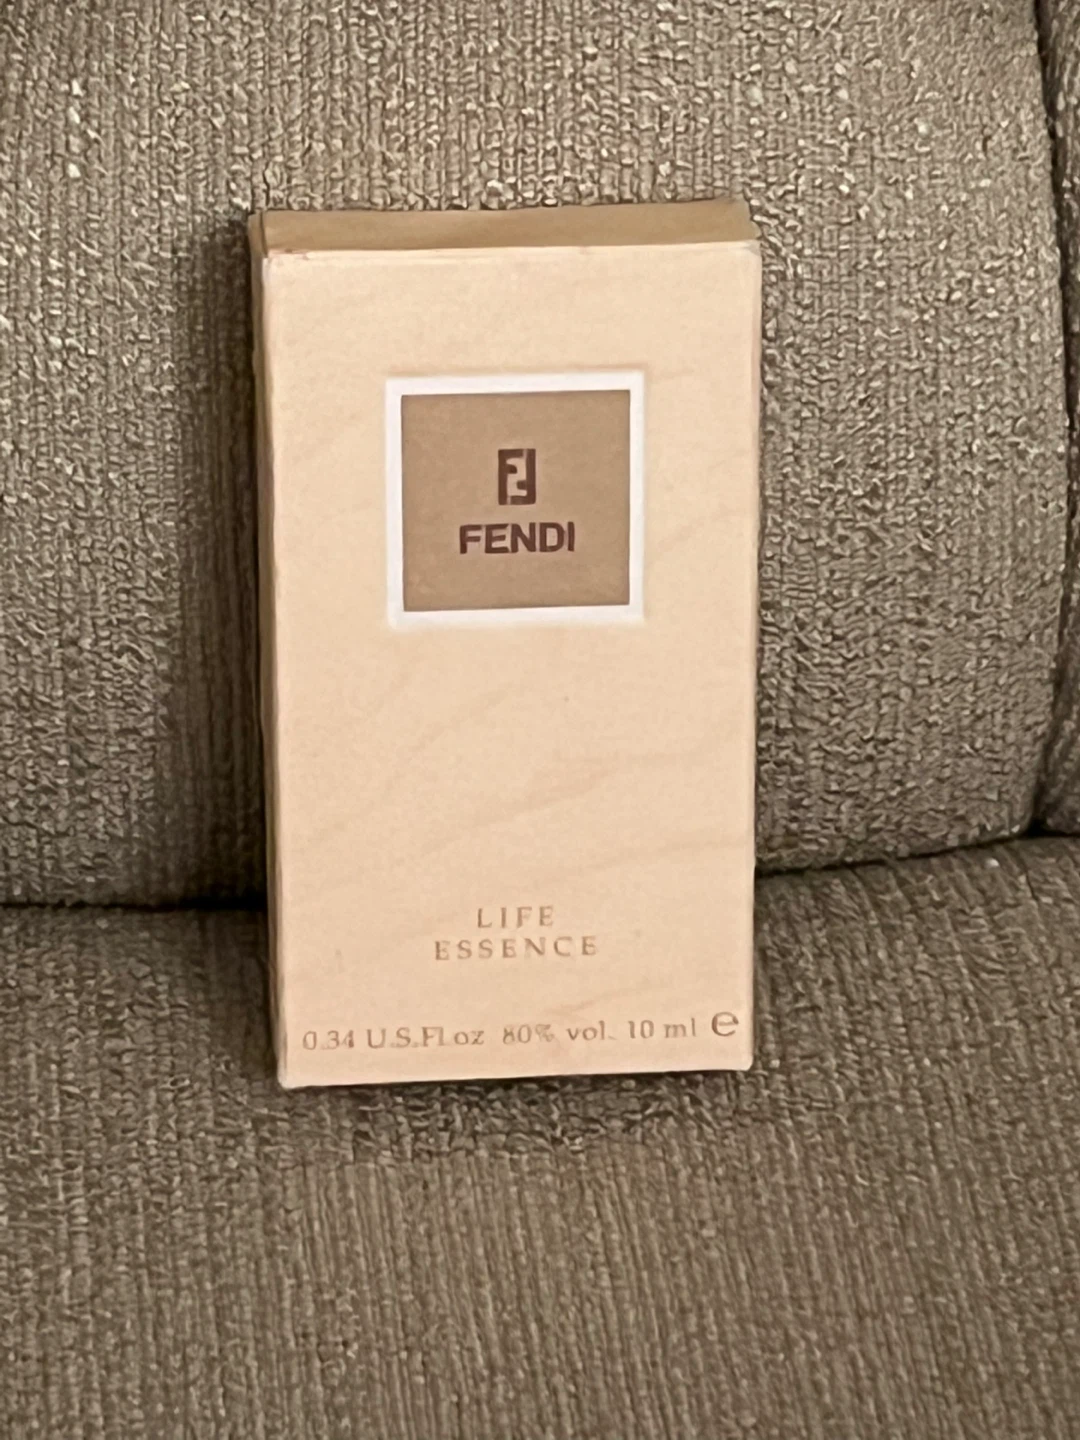 FENDI
LIFE
ESSENCE
0.34 U.S.Fl.oz 80% vol. 10 ml e